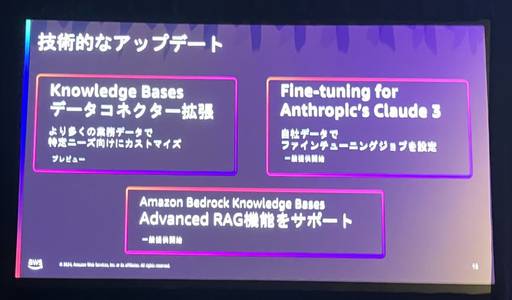 技術的なアップデート
Knowledge Bases
データコネクター拡張
より多くの業務データで
特定ニーズ向けにカスタマイズ
プレビュー
Fine-tuning for
Anthropic's Claude 3
自社データで
ファインチューニングジョブを設定
一般提供開始
Amazon Bedrock Knowledge Bases
Advanced RAG機能をサポート
一般提供開始
aws
© 2024, Amazon Web Services, Inc. or its affiliates. All rights reserved.